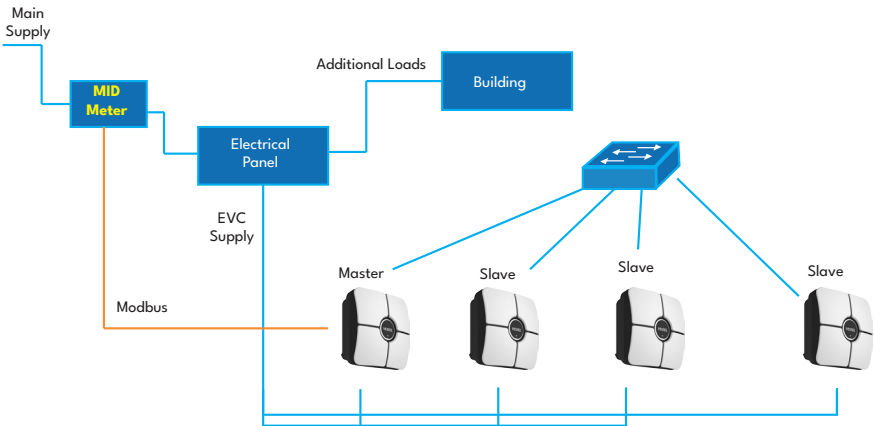 Main
Supply
MID
Meter
Additional Loads
Building
Electrical
Panel
EVC
Supply
Master
Slave
Slave
Slave
Modbus